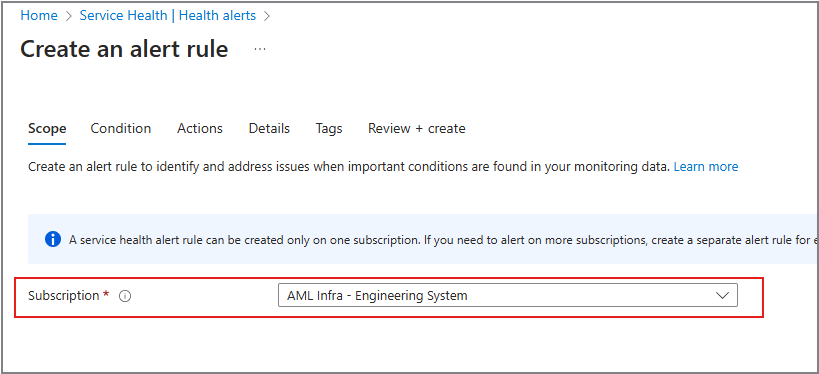 Home > Service Health | Health alerts >
Create an alert rule ...
Scope Condition Actions Details Tags Review + create
Create an alert rule to identify and address issues when important conditions are found in your monitoring data. Learn more
A service health alert rule can be created only on one subscription. If you need to alert on more subscriptions, create a separate alert rule for
Subscription * AML Infra - Engineering System